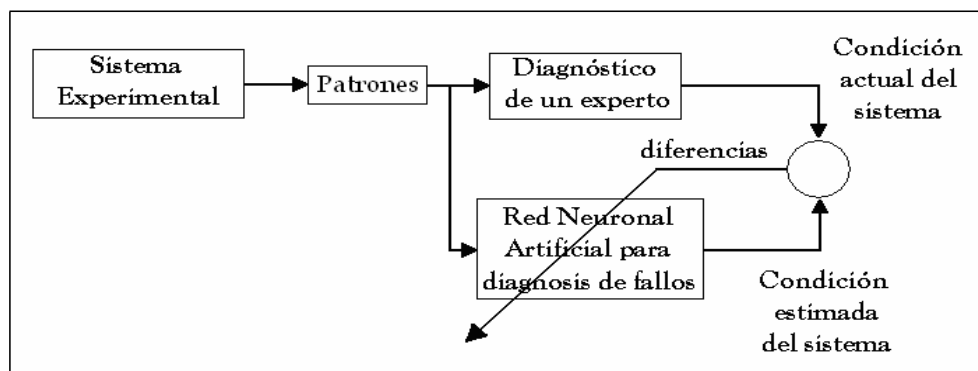 Sistema
Experimental
Patrones
Diagnóstico
de un experto
Condición
actual del
sistema
diferencias
Red Neuronal
Artificial para
diagnosis de fallos
Condición
estimada
del sistema